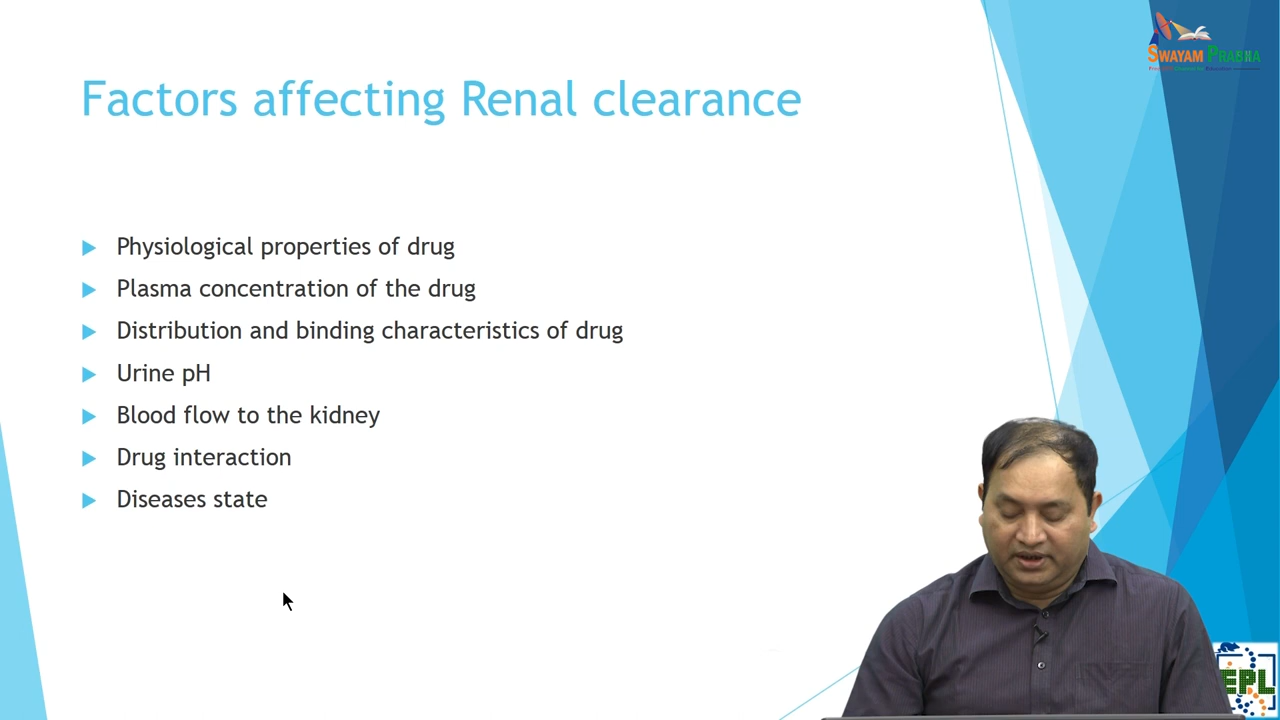 SWAYAM PRABHA
Factors affecting Renal clearance
Physiological properties of drug
Plasma concentration of the drug
Distribution and binding characteristics of drug
Urine pH
Blood flow to the kidney
Drug interaction
Diseases state
EPL